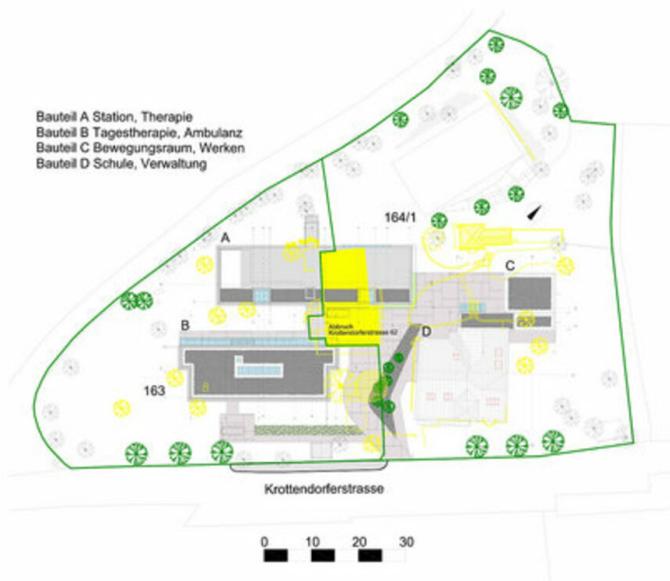 Bauteil A Station, Therapie
Bauteil B Tagestherapie, Ambulanz
Bauteil C Bewegungsraum, Werken
Bauteil D Schule, Verwaltung
164/1
A
C
Abbruch
Krottendorferstrasse 62
B
D
163
Krottendorferstrasse
0 10 20 30